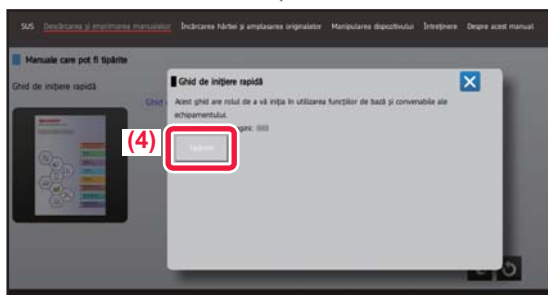 SUS Descărcarea și imprimarea manualelor Încărcarea hârtiei și amplasarea originalelor Manipularea dispozitivului Întreținere Despre acest manual
Manuale care pot fi tipărite
Ghid de inițiere rapidă
Ghid
Ghid de inițiere rapidă
Acest ghid are rolul de a vă iniția în utilizarea funcțiilor de bază și convenabile ale
echipamentului.
(4)